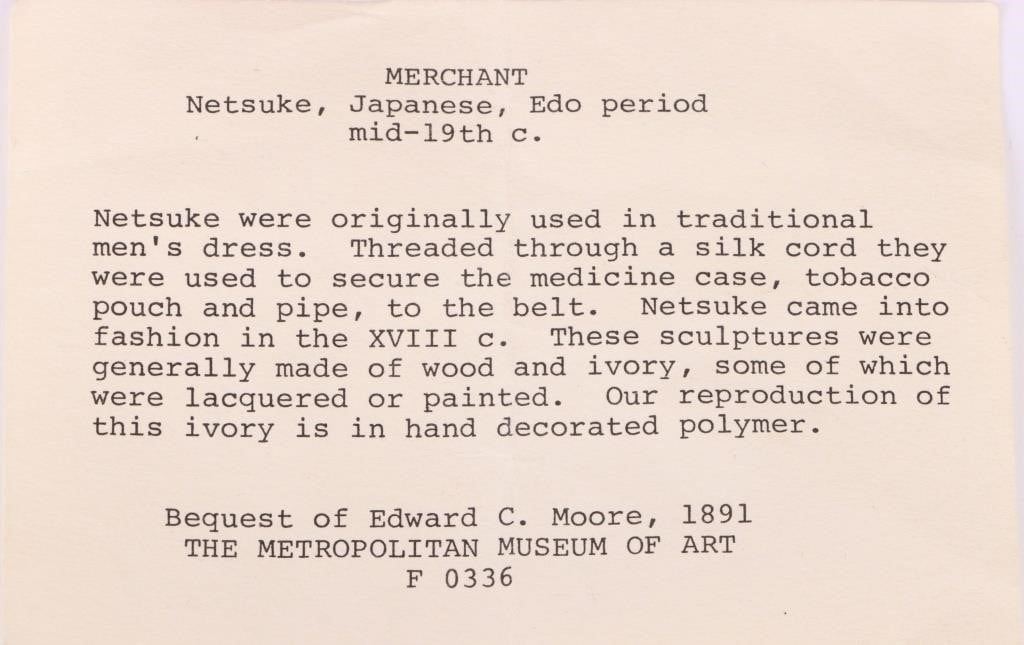 MERCHANT
Netsuke, Japanese, Edo period
mid-19th c.
Netsuke were originally used in traditional
men's dress.  Threaded through a silk cord they
were used to secure the medicine case, tobacco
pouch and pipe, to the belt.  Netsuke came into
fashion in the XVIII c.  These sculptures were
generally made of wood and ivory, some of which
were lacquered or painted.  Our reproduction of
this ivory is in hand decorated polymer.
Bequest of Edward C. Moore, 1891
THE METROPOLITAN MUSEUM OF ART
F 0336